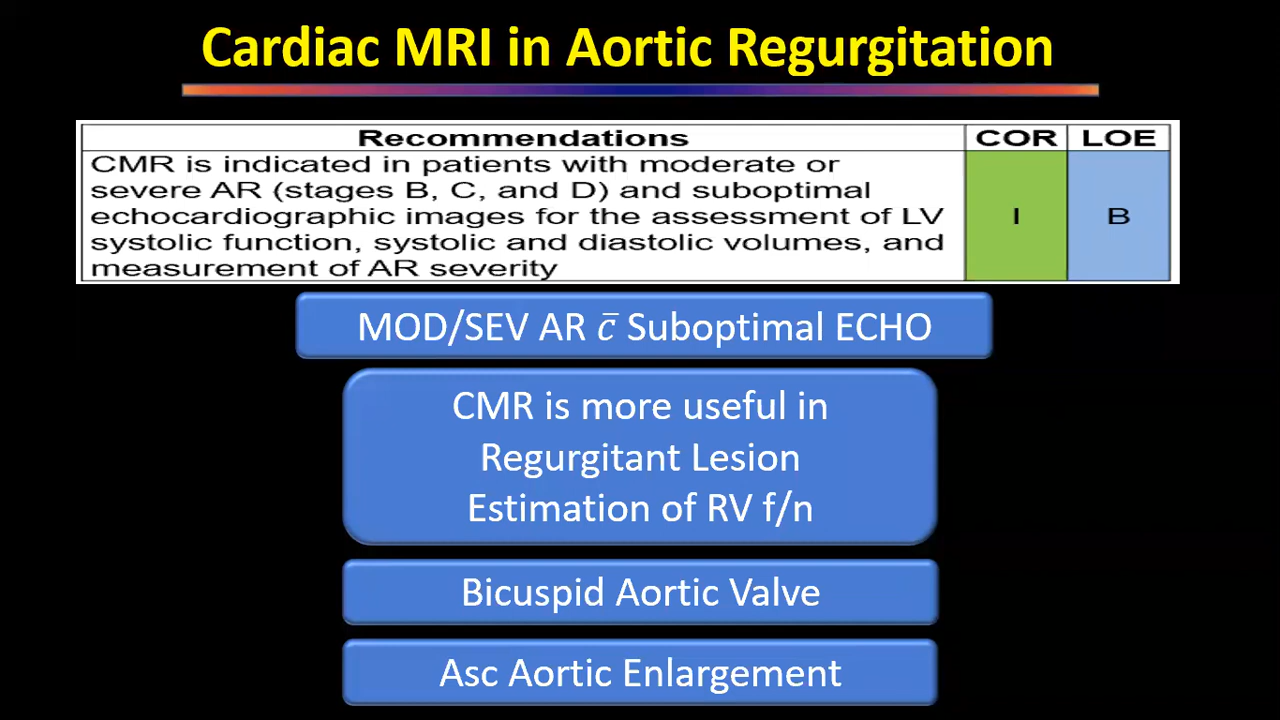 Cardiac MRI in Aortic Regurgitation
Recommendations COR LOE
CMR is indicated in patients with moderate or
severe AR (stages B, C, and D) and suboptimal
echocardiographic images for the assessment of LV I B
systolic function, systolic and diastolic volumes, and
measurement of AR severity
MOD/SEV AR c̅ Suboptimal ECHO
CMR is more useful in
Regurgitant Lesion
Estimation of RV f/n
Bicuspid Aortic Valve
Asc Aortic Enlargement